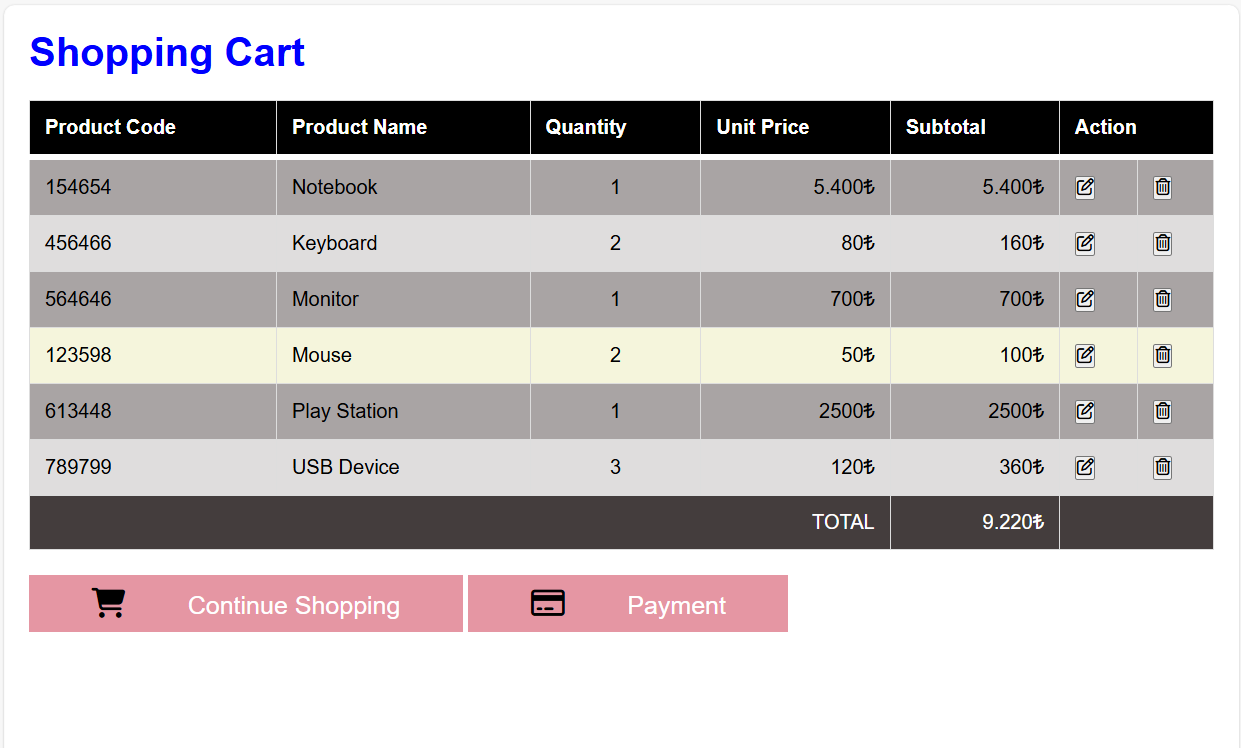 Shopping Cart
Product Code Product Name Quantity Unit Price Subtotal Action
154654 Notebook 1 5.400₺ 5.400₺
456466 Keyboard 2 80₺ 160₺
564646 Monitor 1 700₺ 700₺
123598 Mouse 2 50₺ 100₺
613448 Play Station 1 2500₺ 2500₺
789799 USB Device 3 120₺ 360₺
TOTAL 9.220₺
Continue Shopping Payment